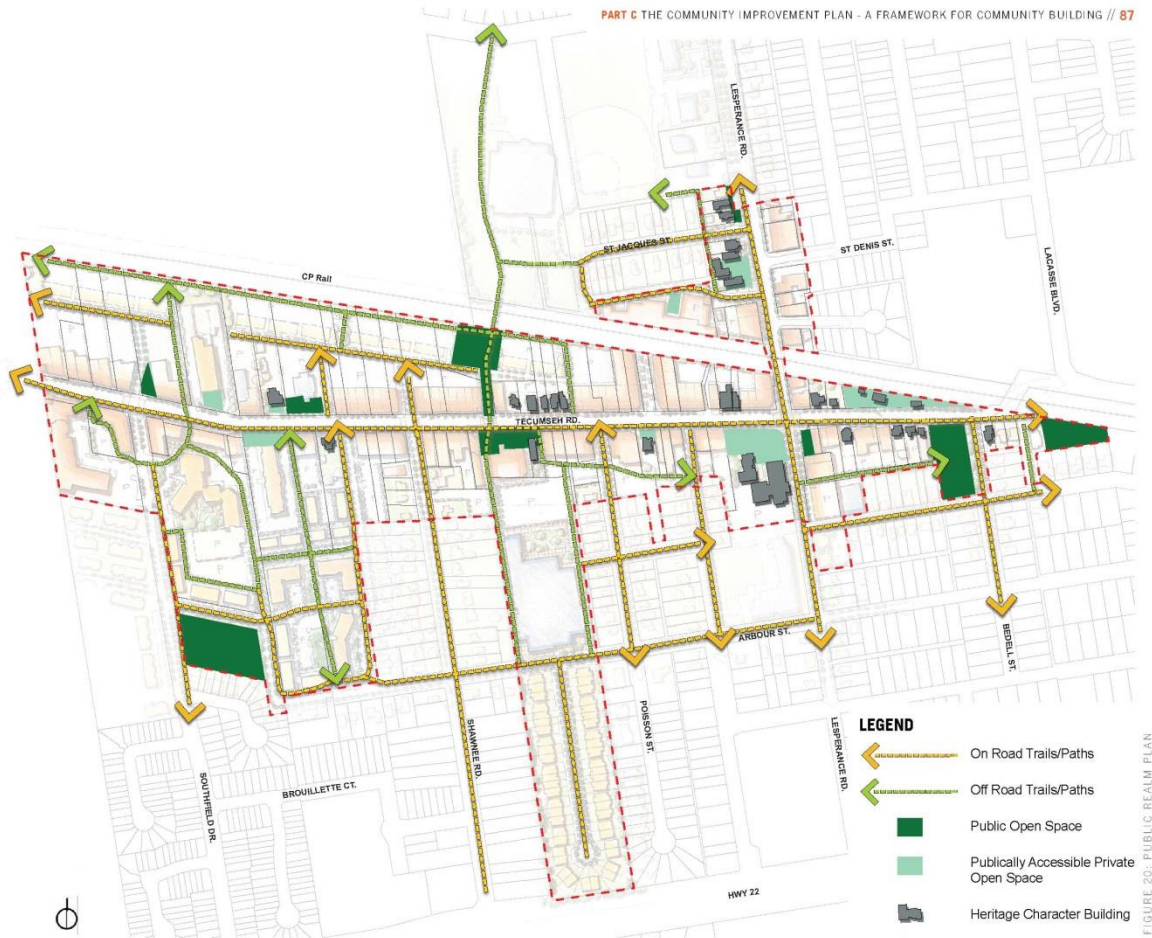 PART C THE COMMUNITY IMPROVEMENT PLAN - A FRAMEWORK FOR COMMUNITY BUILDING // 87
LESPERANCE RD.
ST JACQUES ST.
ST DENIS ST.
LACASSE BLVD.
CP Rail
TECUMSEH RD.
ARBOUR ST.
BEDELL ST.
SHAWNEE RD.
POISSON ST.
LESPERANCE RD.
SOUTHFIELD DR.
BROUILLETTE CT.
HWY 22
LEGEND
On Road Trails/Paths
Off Road Trails/Paths
Public Open Space
Publically Accessible Private
Open Space
Heritage Character Building
FIGURE 20: PUBLIC REALM PLAN